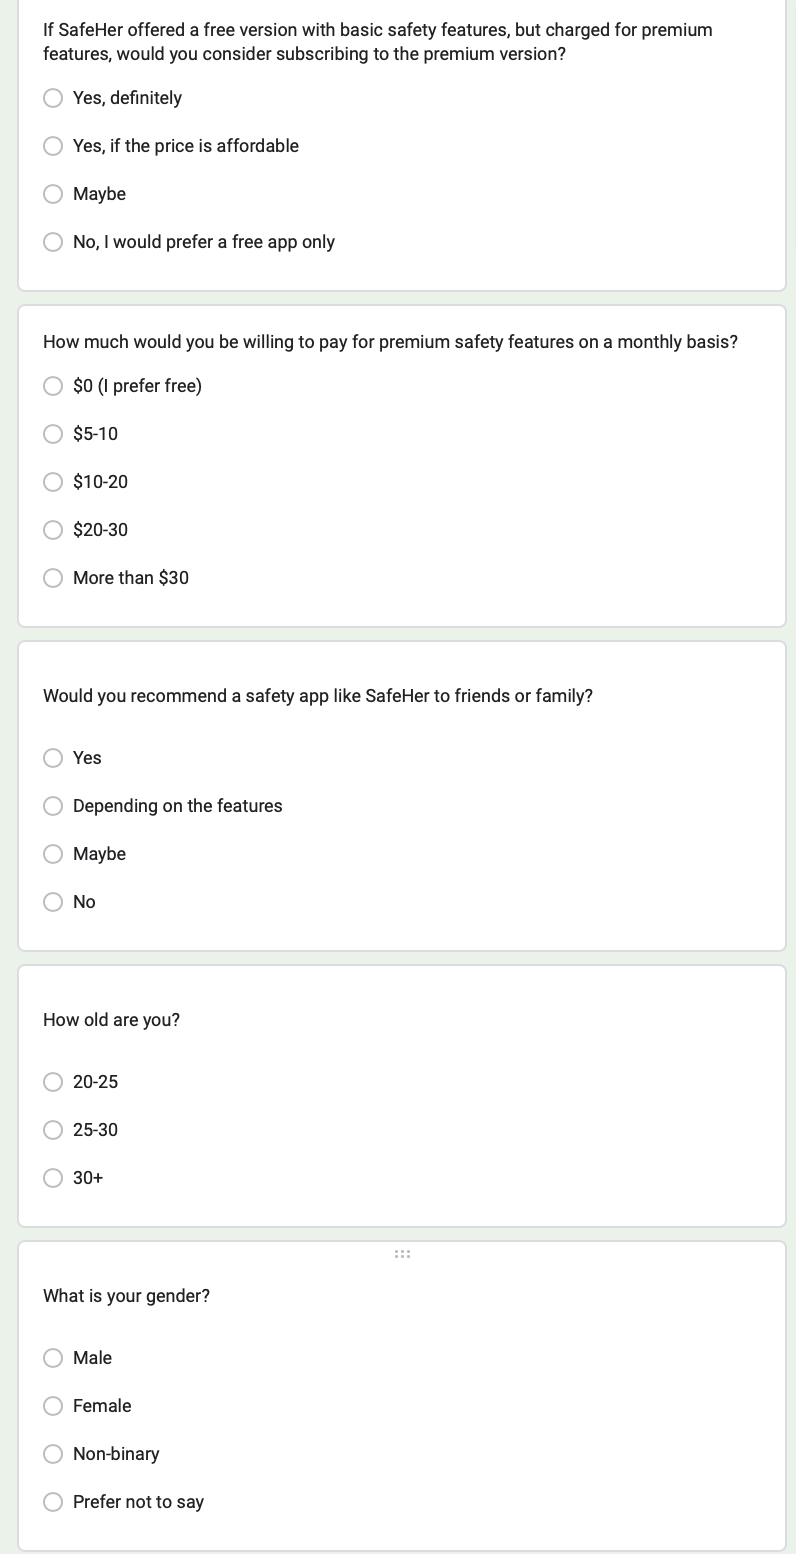 If SafeHer offered a free version with basic safety features, but charged for premium
features, would you consider subscribing to the premium version?
Yes, definitely
Yes, if the price is affordable
Maybe
No, I would prefer a free app only
How much would you be willing to pay for premium safety features on a monthly basis?
$0 (I prefer free)
$5-10
$10-20
$20-30
More than $30
Would you recommend a safety app like SafeHer to friends or family?
Yes
Depending on the features
Maybe
No
How old are you?
20-25
25-30
30+
What is your gender?
Male
Female
Non-binary
Prefer not to say